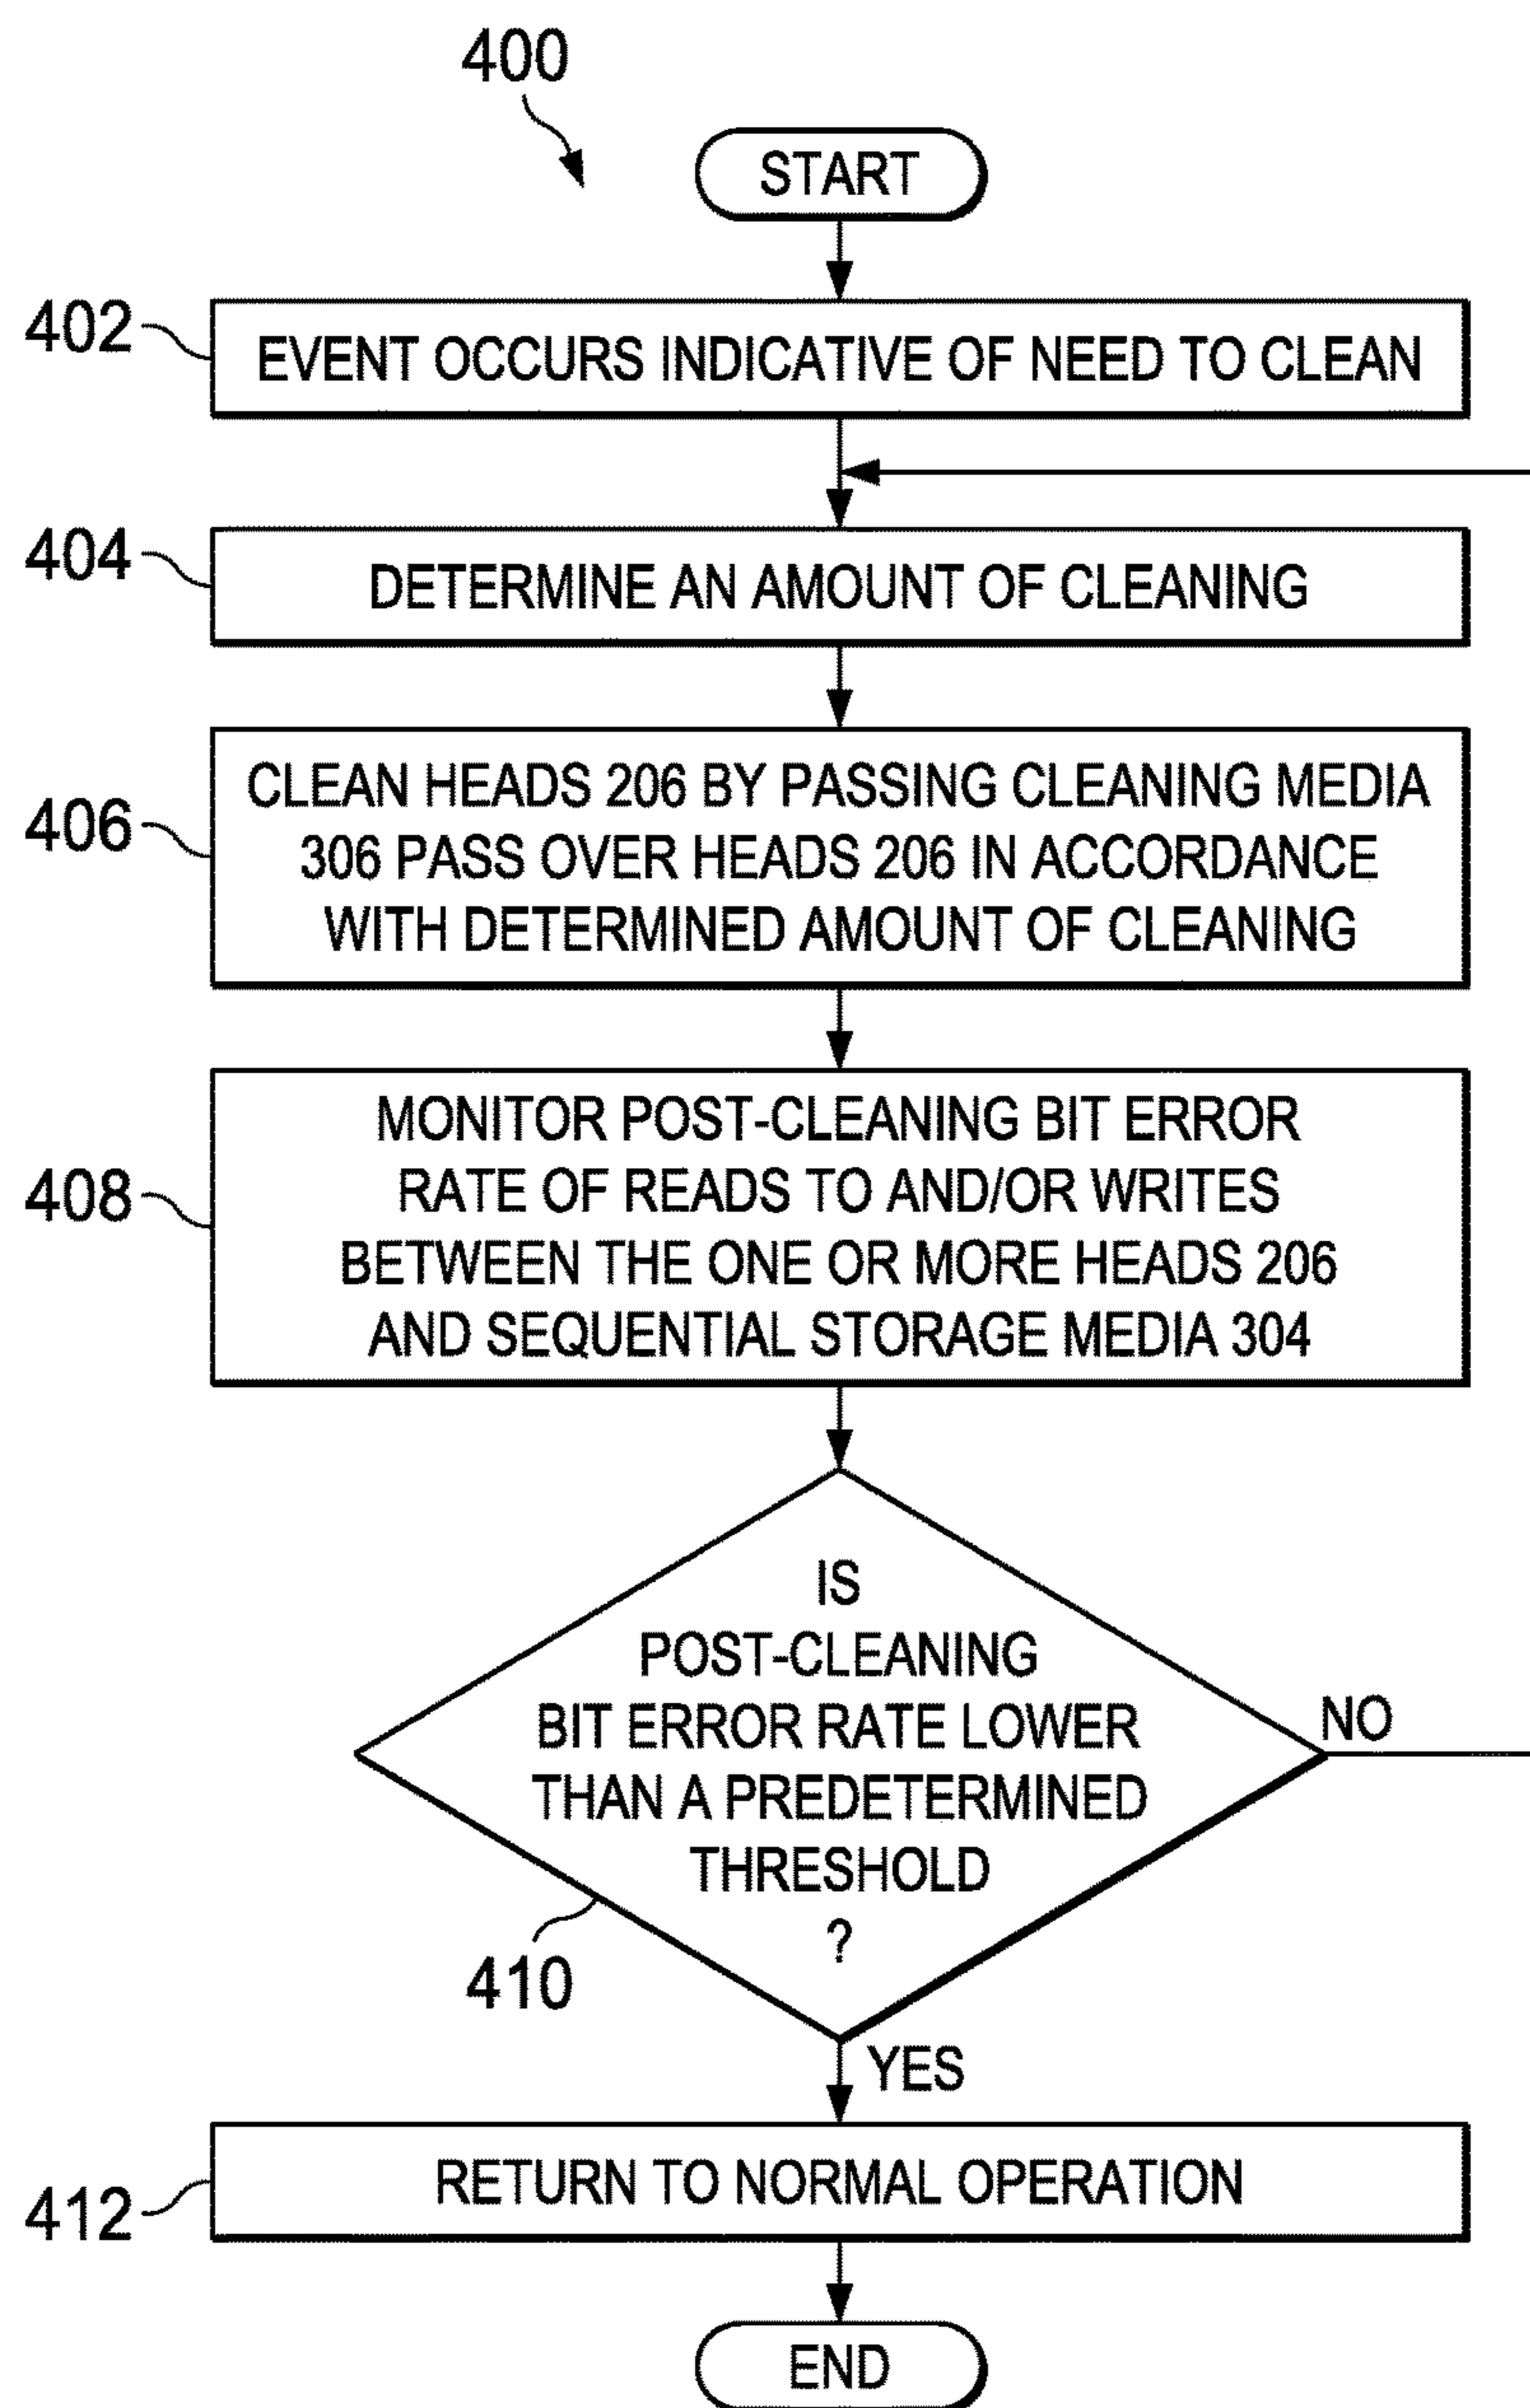 400
START
402
EVENT OCCURS INDICATIVE OF NEED TO CLEAN
404
DETERMINE AN AMOUNT OF CLEANING
406
CLEAN HEADS 206 BY PASSING CLEANING MEDIA
306 PASS OVER HEADS 206 IN ACCORDANCE
WITH DETERMINED AMOUNT OF CLEANING
408
MONITOR POST-CLEANING BIT ERROR
RATE OF READS TO AND/OR WRITES
BETWEEN THE ONE OR MORE HEADS 206
AND SEQUENTIAL STORAGE MEDIA 304
IS
POST-CLEANING
BIT ERROR RATE LOWER
THAN A PREDETERMINED
THRESHOLD
?
NO
410
YES
412
RETURN TO NORMAL OPERATION
END